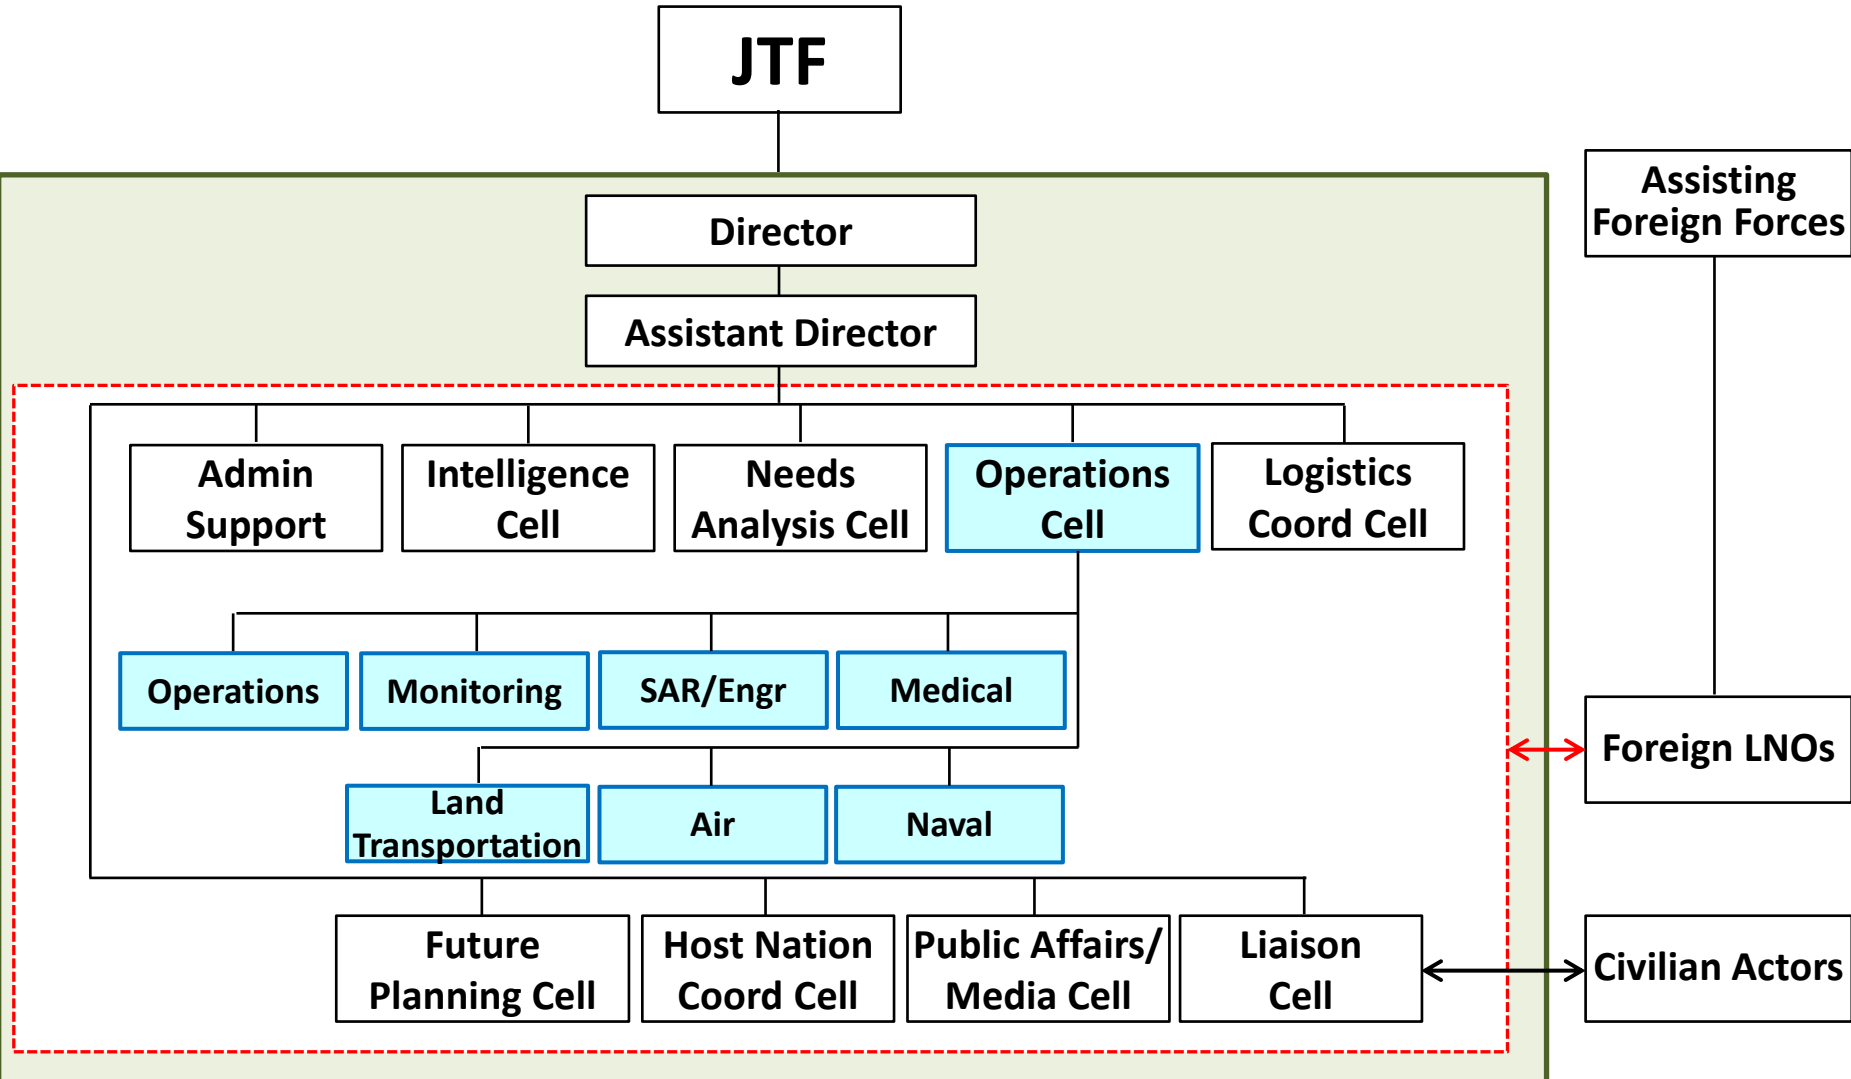 JTF
Assisting
Foreign Forces
Director
Assistant Director
Admin
Support
Intelligence
Cell
Needs
Analysis Cell
Operations
Cell
Logistics
Coord Cell
Operations
Monitoring
SAR/Engr
Medical
Foreign LNOs
Land
Transportation
Air
Naval
Future
Planning Cell
Host Nation
Coord Cell
Public Affairs/
Media Cell
Liaison
Cell
Civilian Actors